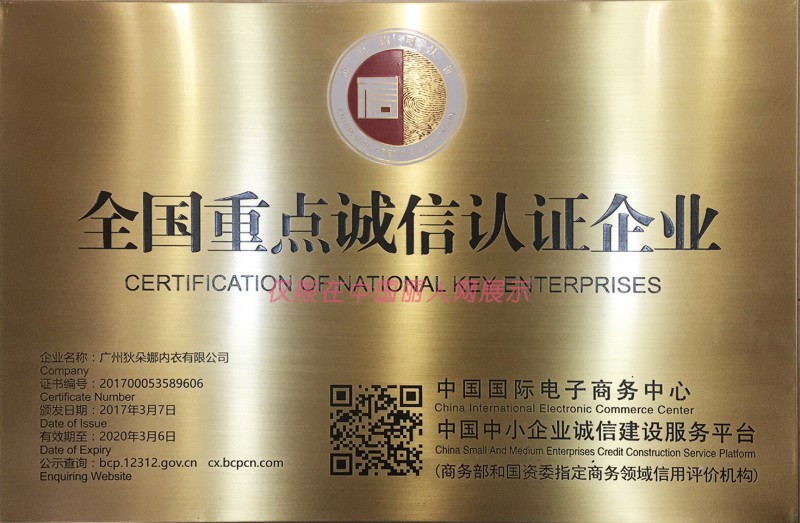 全国重点诚信认证企业
CERTIFICATION OF NATIONAL KEY ENTERPRISES
仅限在中国丽人网展示
企业名称：广州狄朵娜内衣有限公司
Company
证书编号：201700053589606
Certificate Number
颁发日期：2017年3月7日
Date of Issue
有效期至：2020年3月6日
Date of Expiry
公示查询：bcp.12312.gov.cn cx.bcpcn.com
Enquiring Website
中国国际电子商务中心
China International Electronic Commerce Center
中国中小企业诚信建设服务平台
China Small And Medium Enterprises Credit Construction Service Platform
(商务部和国资委指定商务领域信用评价机构)